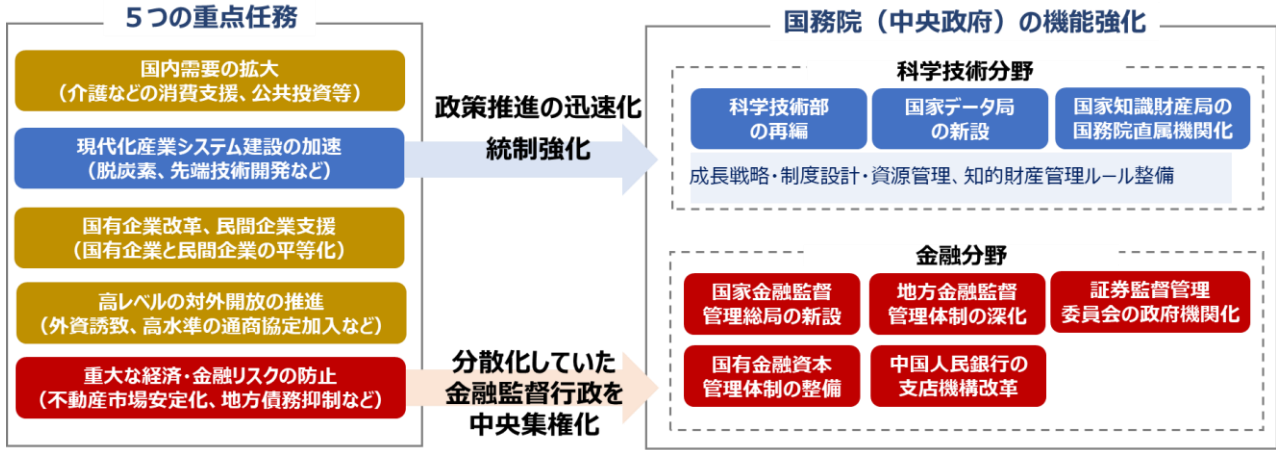 ５つの重点任務
国内需要の拡大
（介護などの消費支援、公共投資等）
現代化産業システム建設の加速
（脱炭素、先端技術開発など）
国有企業改革、民間企業支援
（国有企業と民間企業の平等化）
高レベルの対外開放の推進
（外資誘致、高水準の通商協定加入など）
重大な経済・金融リスクの防止
（不動産市場安定化、地方債務抑制など）
政策推進の迅速化
統制強化
分散化していた
金融監督行政を
中央集権化
国務院（中央政府）の機能強化
科学技術分野
科学技術部
の再編
国家データ局
の新設
国家知識財産局の
国務院直属機関化
成長戦略・制度設計・資源管理、知的財産管理ルール整備
金融分野
国家金融監督
管理総局の新設
地方金融監督
管理体制の深化
証券監督管理
委員会の政府機関化
国有金融資本
管理体制の整備
中国人民銀行の
支店機構改革